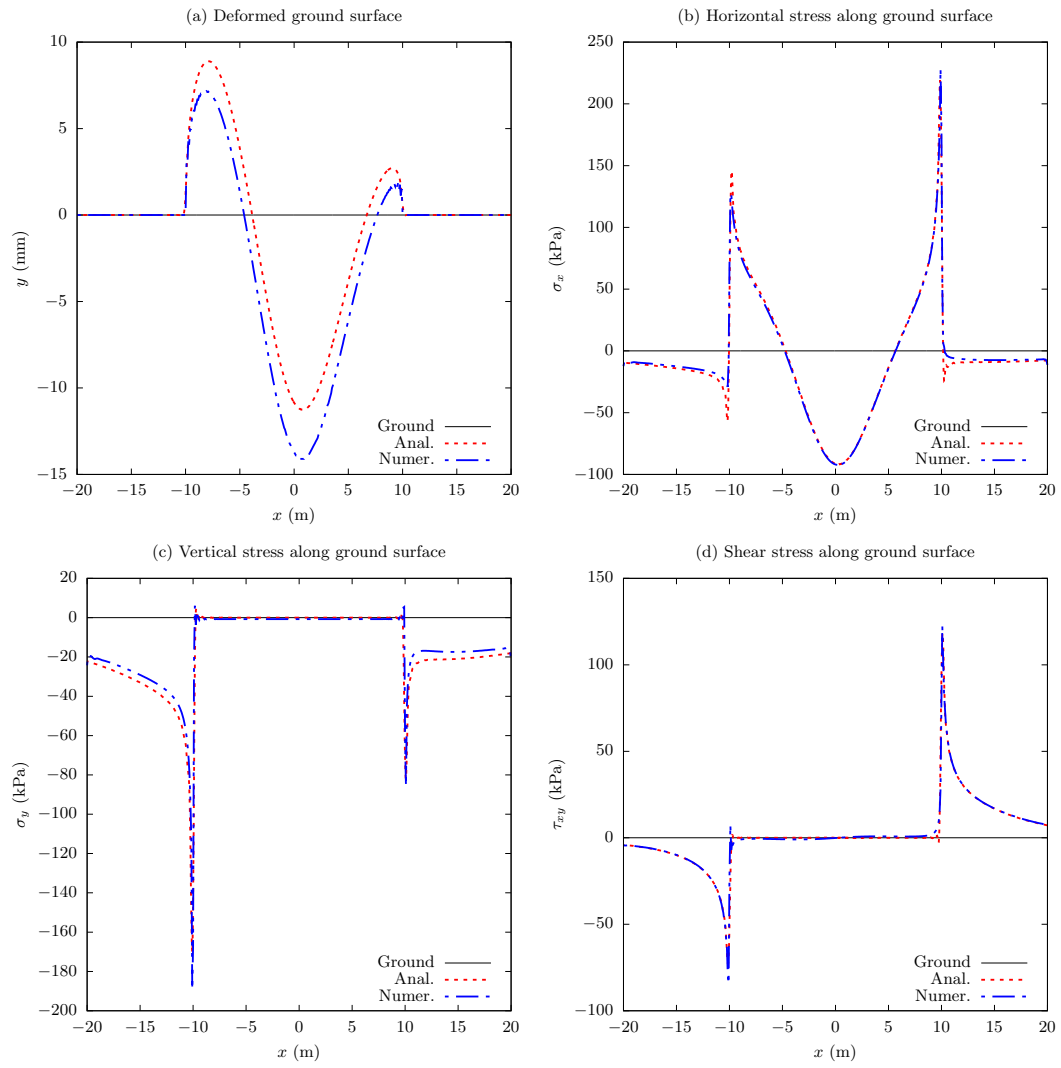 (a) Deformed ground surface
10
5
0
−5
−10
−15
y (mm)
Ground
Anal.
Numer.
−20 −15 −10 −5 0 5 10 15 20
x (m)
(b) Horizontal stress along ground surface
250
200
150
100
50
0
−50
−100
σx (kPa)
Ground
Anal.
Numer.
−20 −15 −10 −5 0 5 10 15 20
x (m)
(c) Vertical stress along ground surface
20
0
−20
−40
−60
−80
−100
−120
−140
−160
−180
−200
σy (kPa)
Ground
Anal.
Numer.
−20 −15 −10 −5 0 5 10 15 20
x (m)
(d) Shear stress along ground surface
150
100
50
0
−50
−100
τxy (kPa)
Ground
Anal.
Numer.
−20 −15 −10 −5 0 5 10 15 20
x (m)